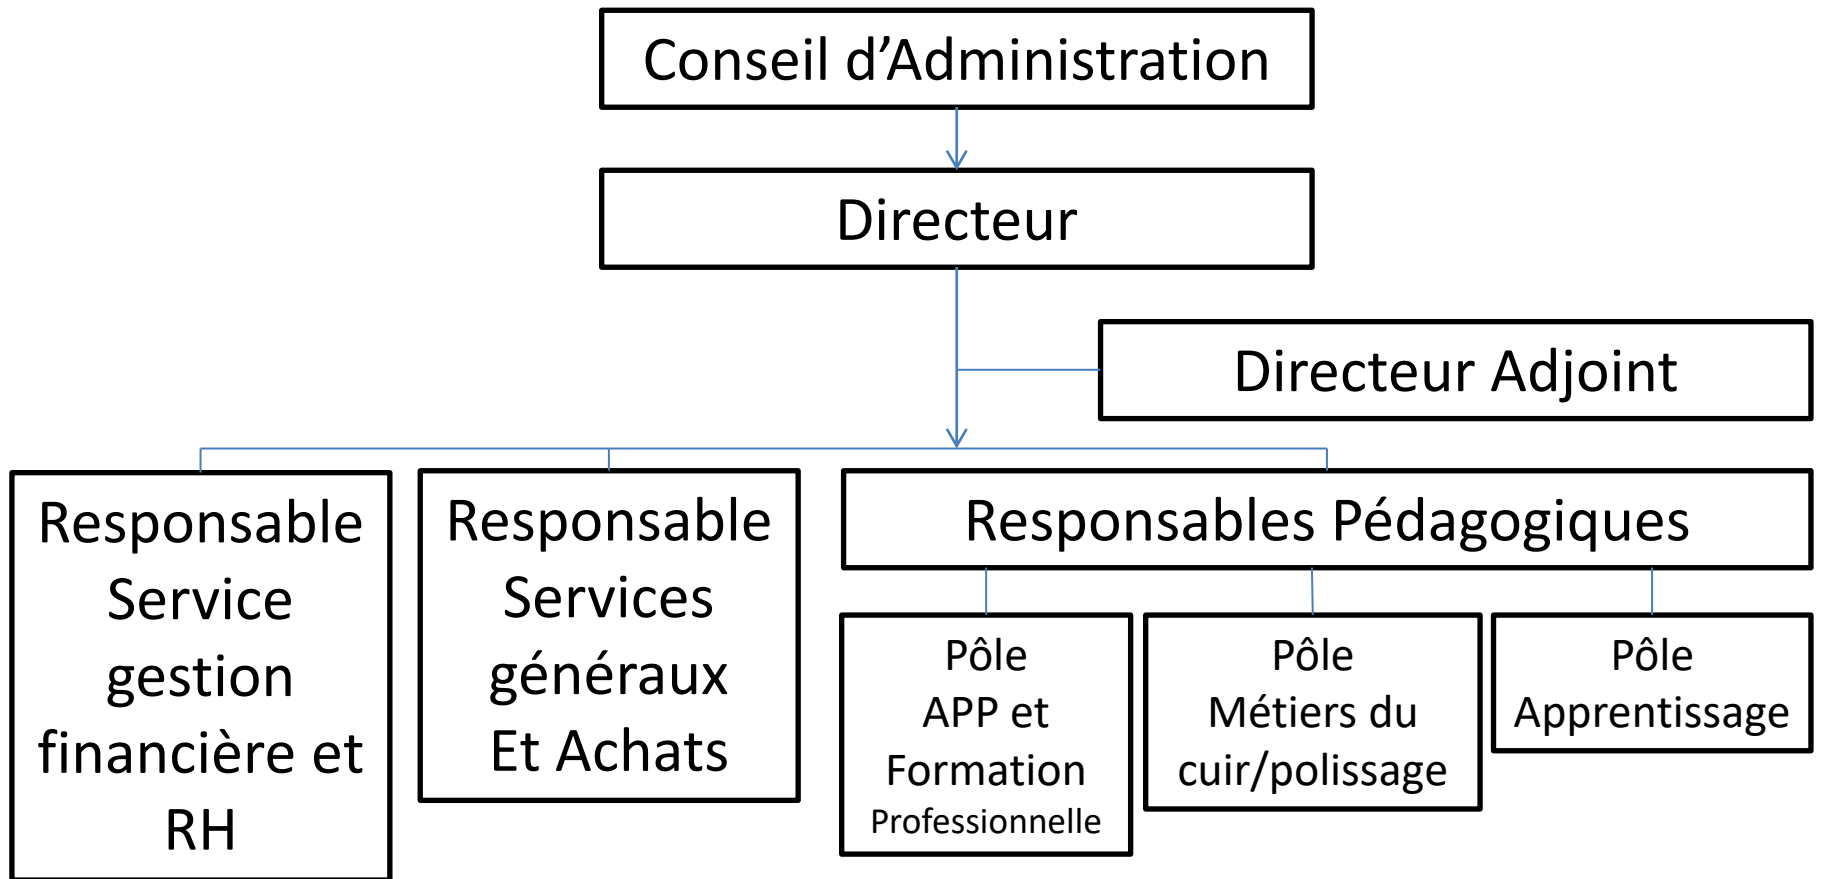 Conseil d’Administration
Directeur
Directeur Adjoint
Responsable
Service
gestion
financière et
RH
Responsable
Services
généraux
Et Achats
Responsables Pédagogiques
Pôle
APP et
Formation
Professionnelle
Pôle
Métiers du
cuir/polissage
Pôle
Apprentissage